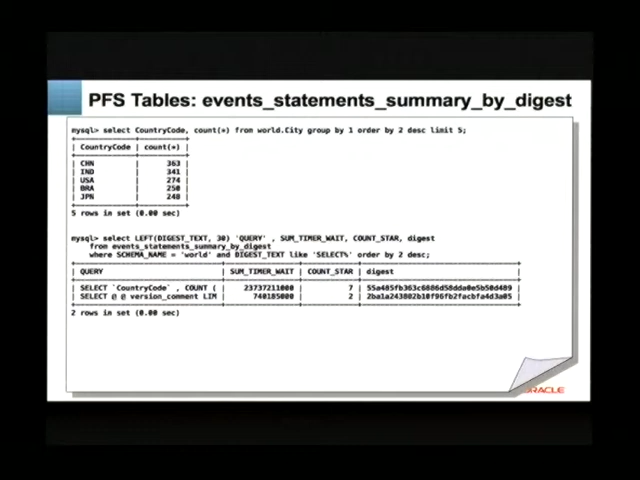 PFS Tables: events_statements_summary_by_digest
mysql> select CountryCode, count(*) from world.City group by 1 order by 2 desc limit 5;
| CountryCode | count(*) |
| CHN | 363 |
| IND | 341 |
| USA | 274 |
| BRA | 250 |
| JPN | 248 |
5 rows in set (0.00 sec)
mysql> select LEFT(DIGEST_TEXT, 30) 'QUERY' , SUM_TIMER_WAIT, COUNT_STAR, digest
from events_statements_summary_by_digest
where SCHEMA_NAME = 'world' and DIGEST_TEXT like 'SELECT%' order by 2 desc;
| QUERY | SUM_TIMER_WAIT | COUNT_STAR | digest |
| SELECT `CountryCode` , COUNT ( | 23737211000 | 7 |
| SELECT @ @ version_comment LIM | 740185000 | 2 |
2 rows in set (0.00 sec)
ORACLE